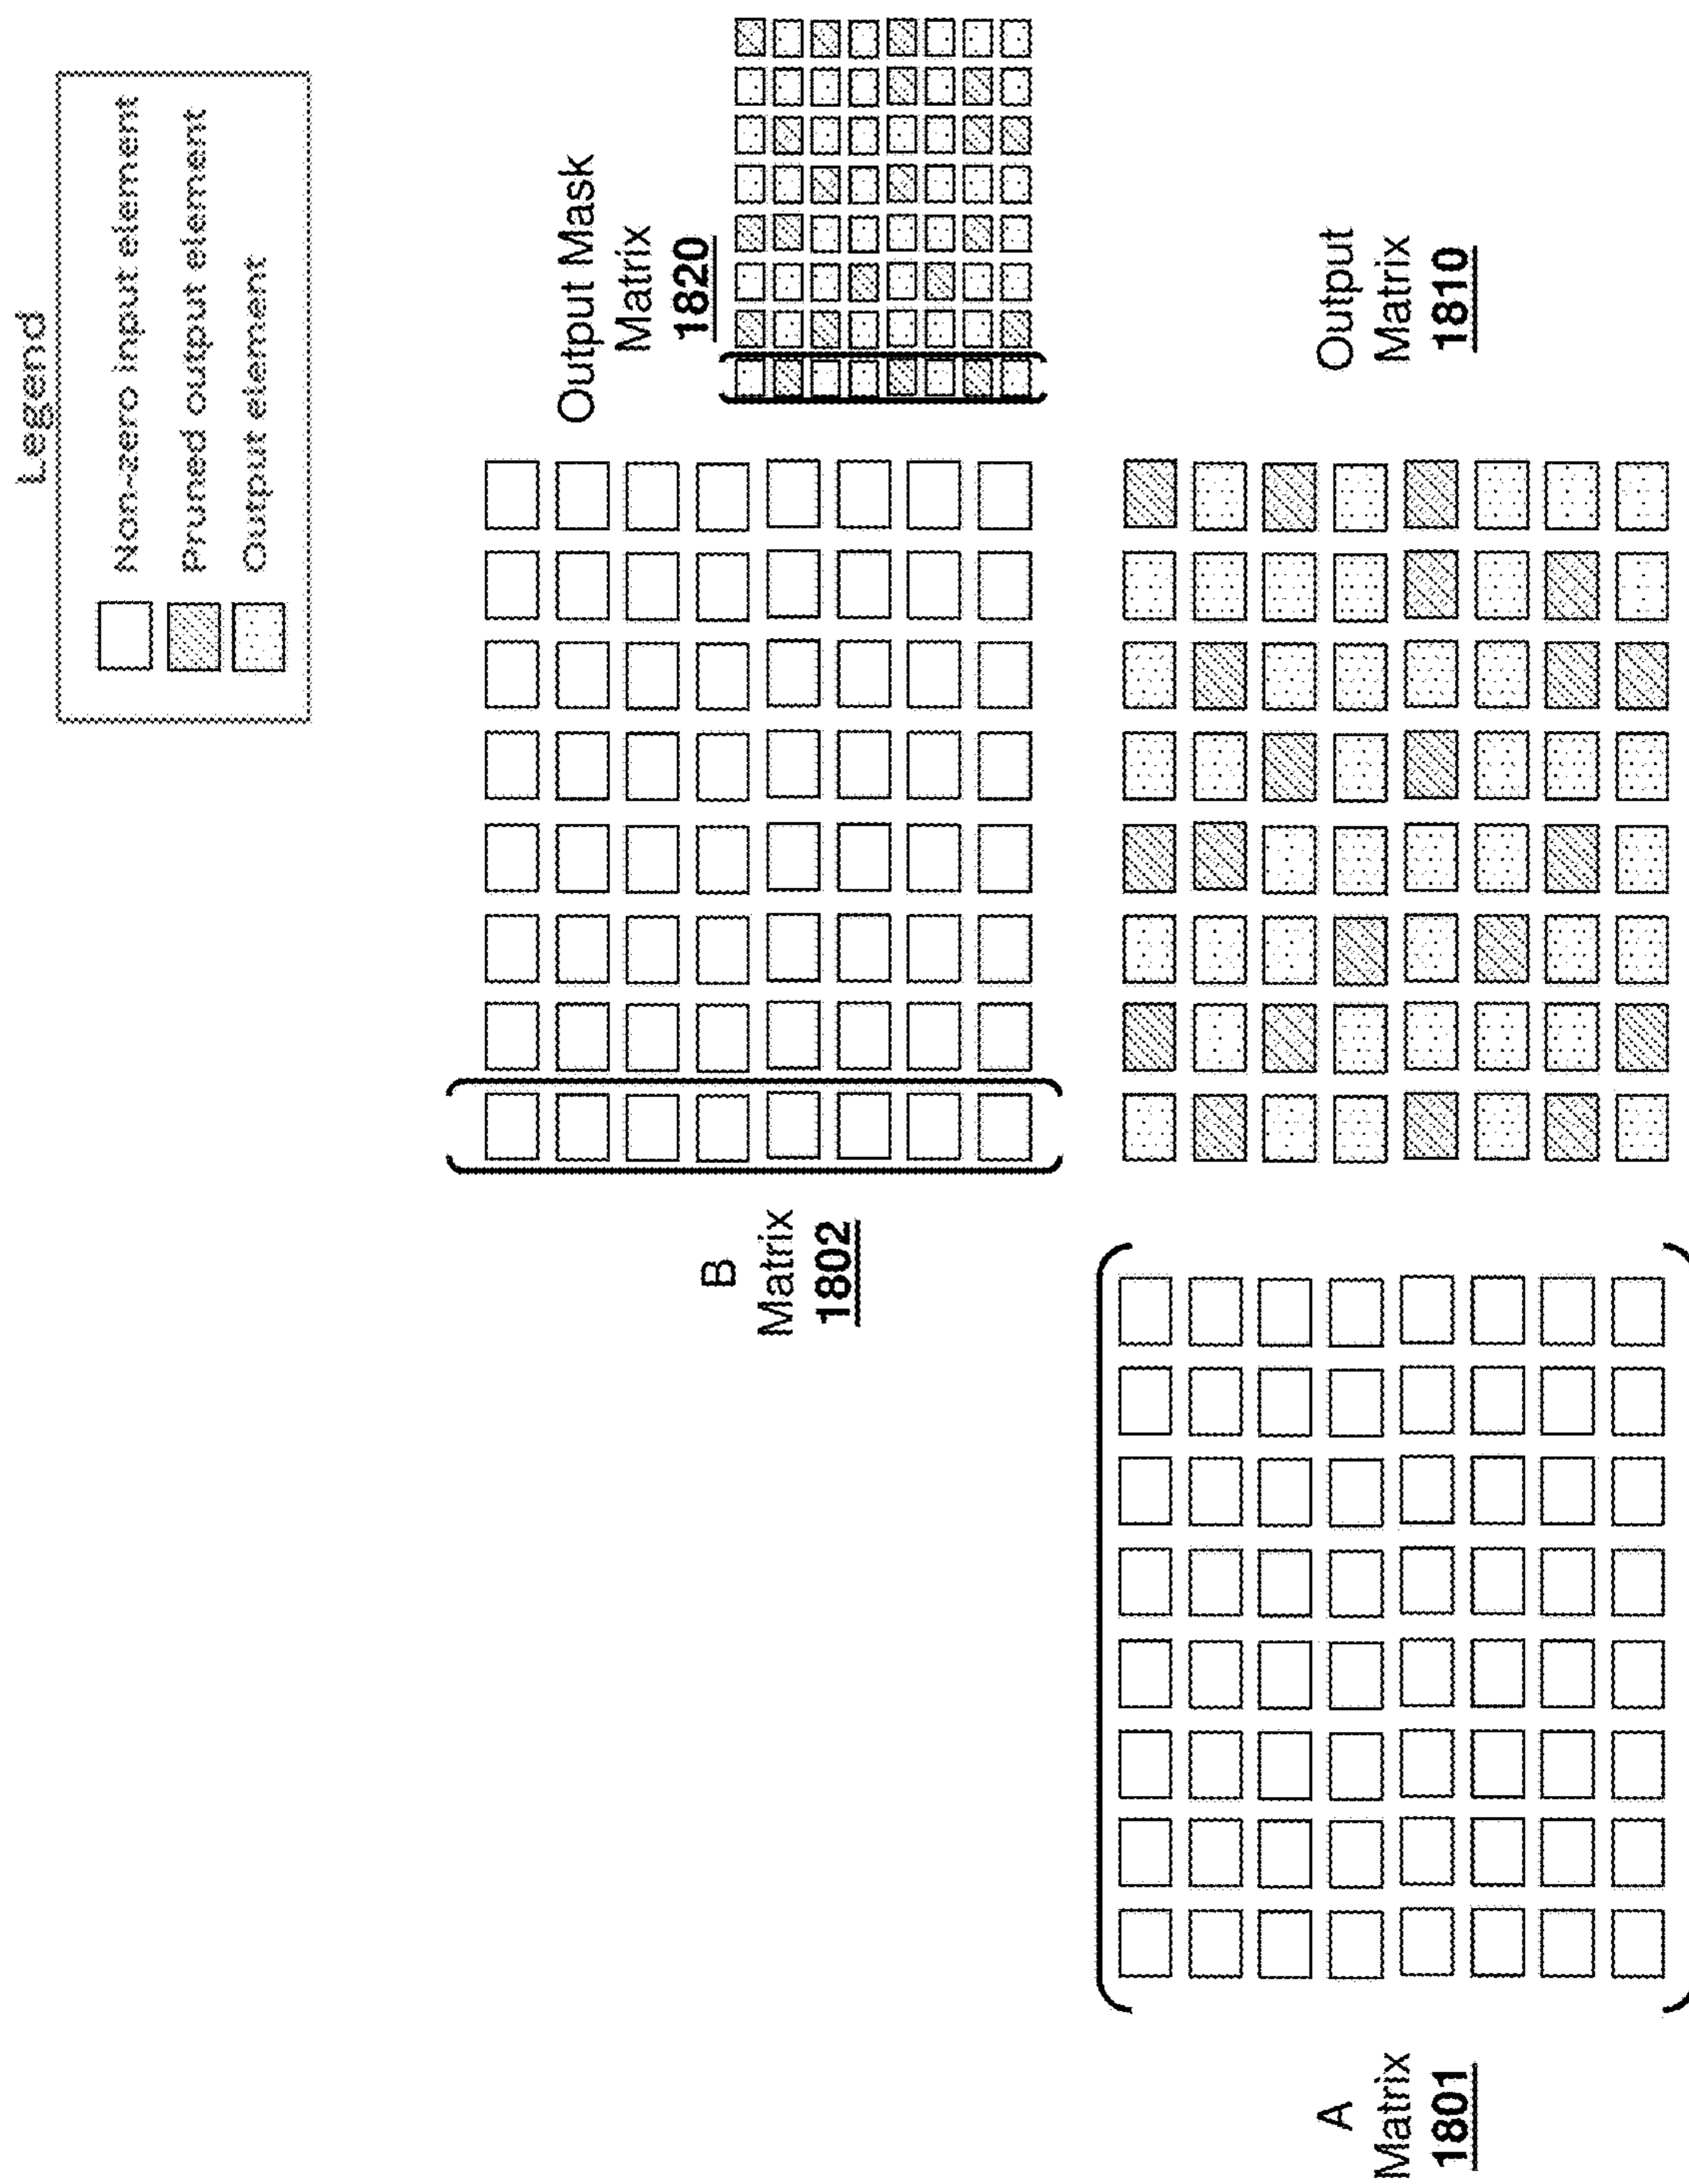 Legend
Non-zero input element
Pruned output element
Output element
Output Mask
Matrix
1820
B
Matrix
1802
Output
Matrix
1810
A
Matrix
1801